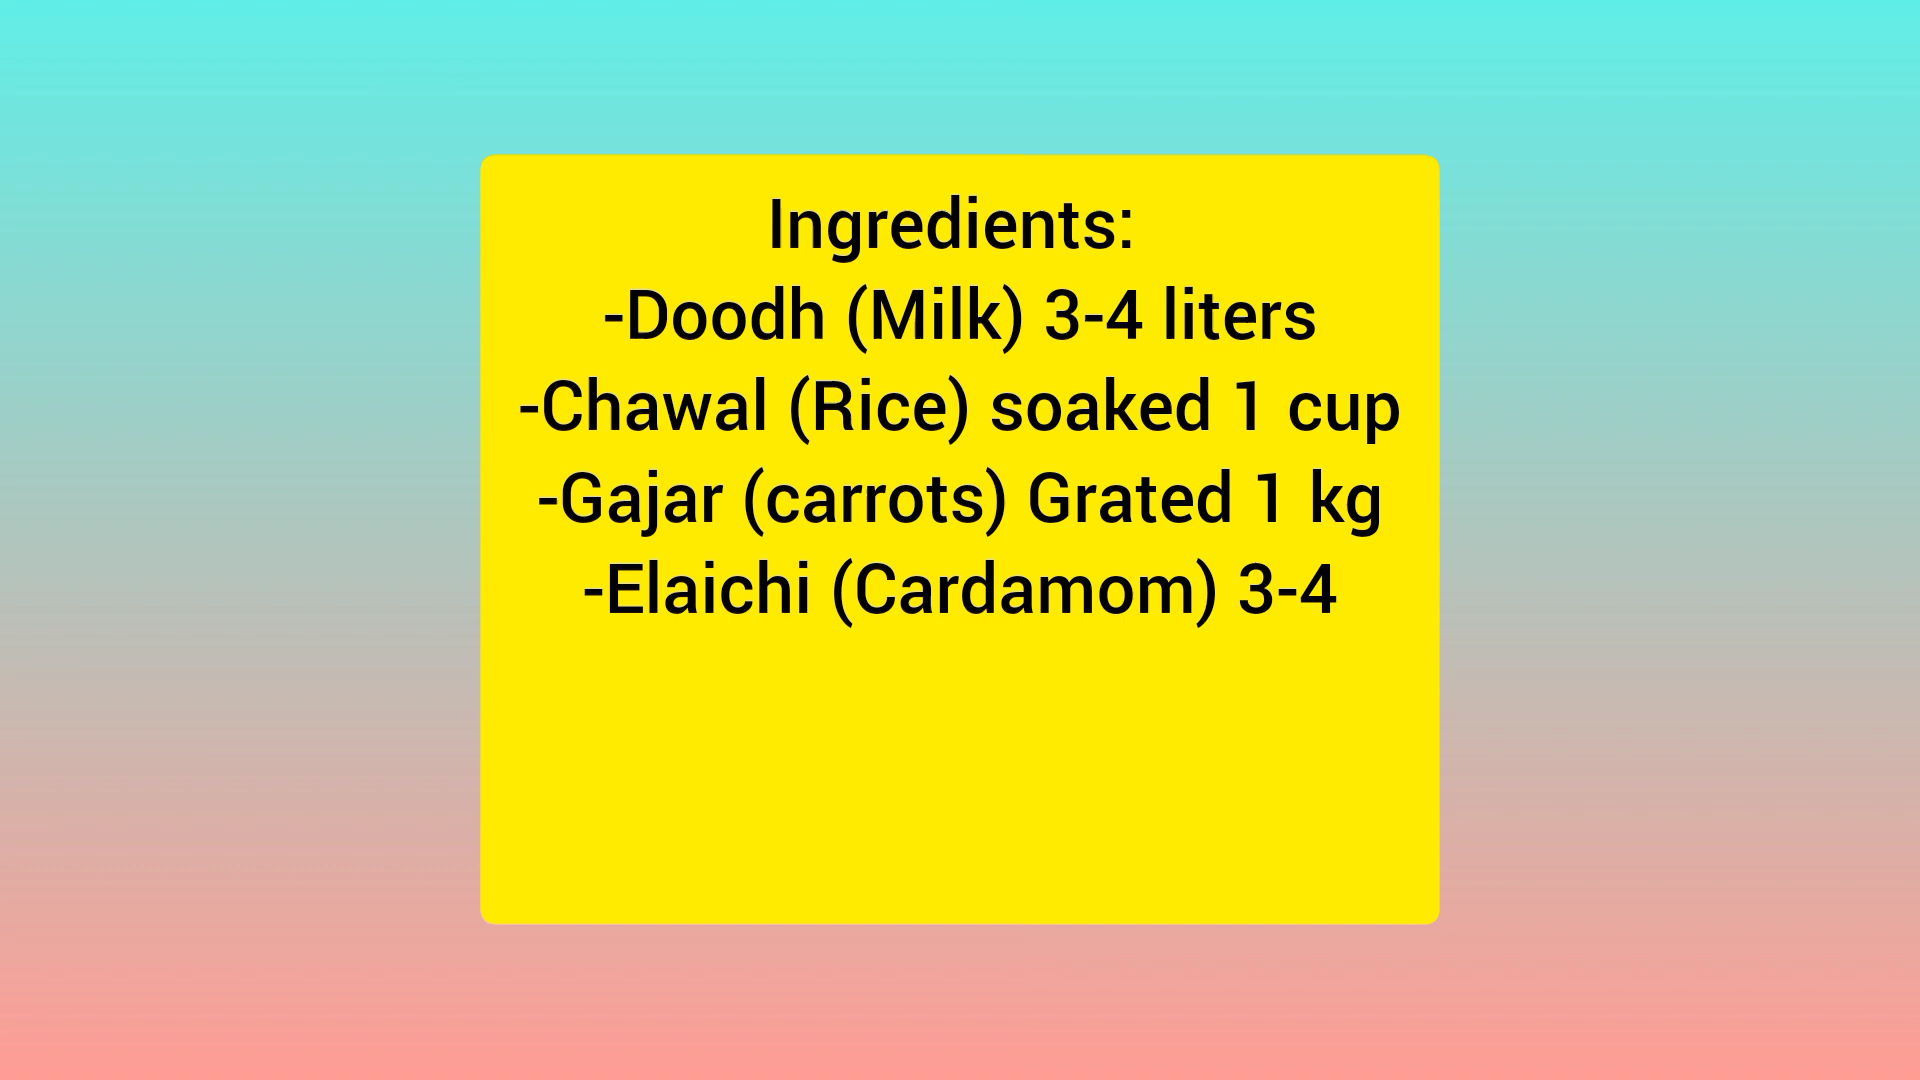 Ingredients:
-Doodh (Milk) 3-4 liters
-Chawal (Rice) soaked 1 cup
-Gajar (carrots) Grated 1 kg
-Elaichi (Cardamom) 3-4